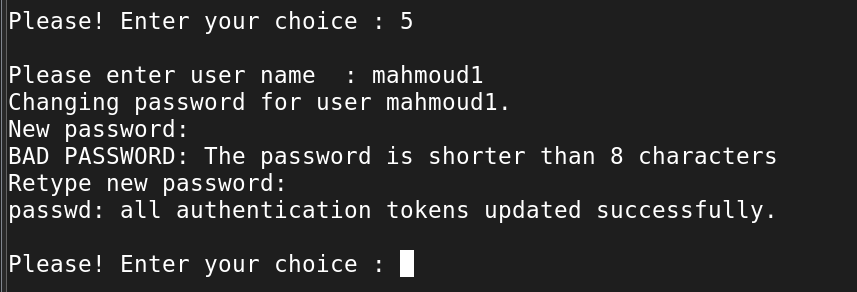 Please! Enter your choice : 5
Please enter user name  : mahmoud1
Changing password for user mahmoud1.
New password:
BAD PASSWORD: The password is shorter than 8 characters
Retype new password:
passwd: all authentication tokens updated successfully.
Please! Enter your choice :